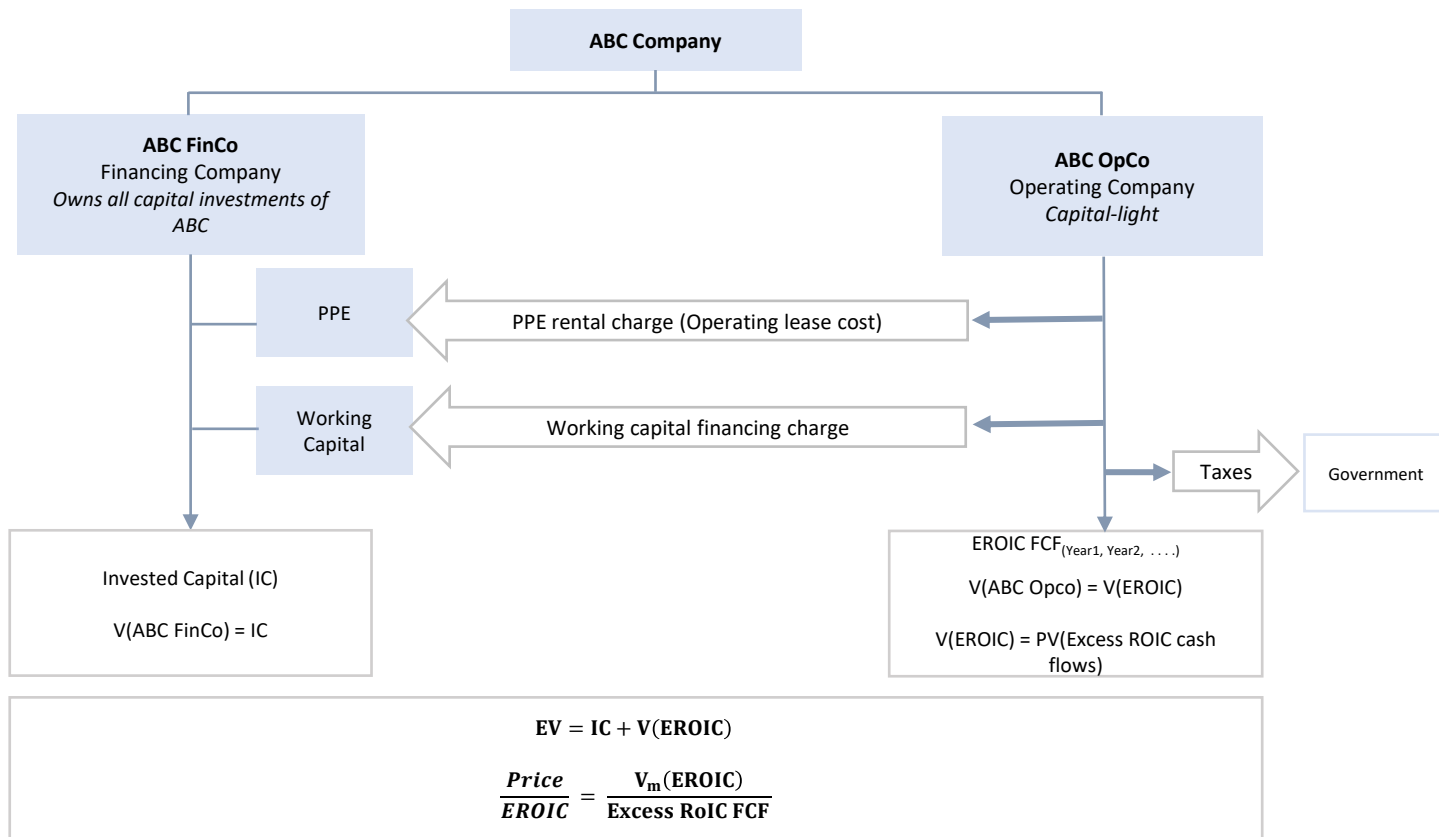 ABC Company
ABC FinCo
Financing Company
Owns all capital investments of
ABC
ABC OpCo
Operating Company
Capital-light
PPE
PPE rental charge (Operating lease cost)
Working
Capital
Working capital financing charge
Taxes
Government
Invested Capital (IC)
V(ABC FinCo) = IC
EROIC FCF(Year1, Year2, ....)
V(ABC Opco) = V(EROIC)
V(EROIC) = PV(Excess ROIC cash
flows)
EV = IC + V(EROIC)
Price / EROIC = Vm(EROIC) / Excess RoIC FCF